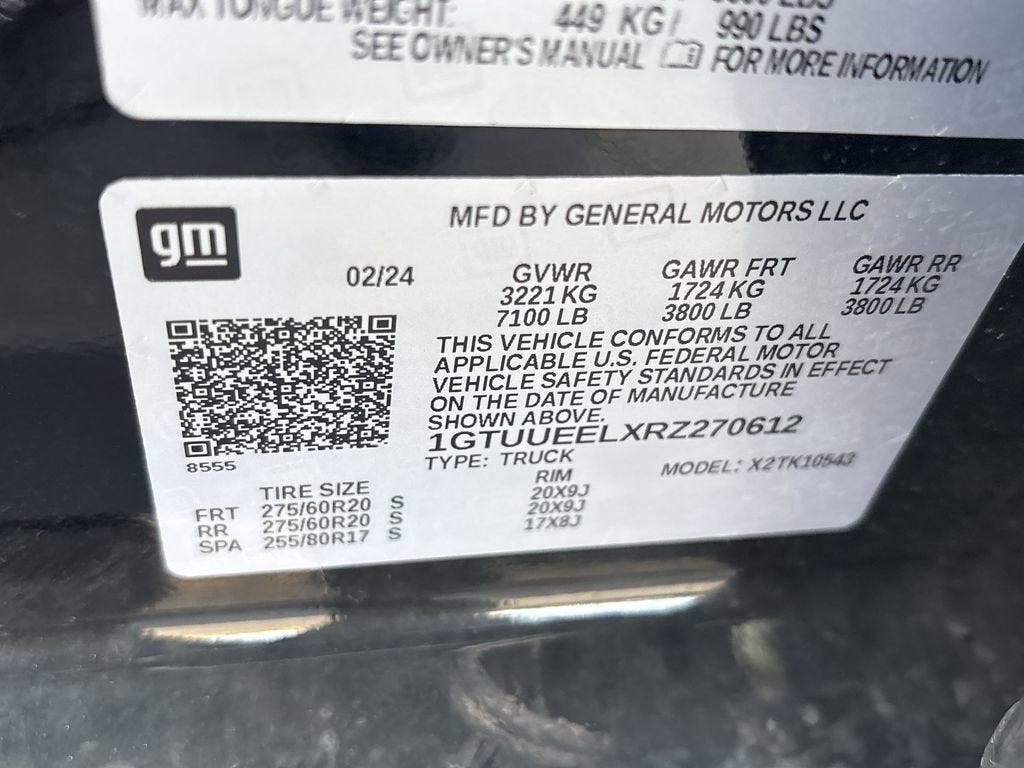 MAX TONGUE WEIGHT: 449 KG/ 990 LBS
SEE OWNER'S MANUAL FOR MORE INFORMATION
gm
MFD BY GENERAL MOTORS LLC
02/24 GVWR GAWR FRT GAWR RR
3221 KG 1724 KG 1724 KG
7100 LB 3800 LB 3800 LB
THIS VEHICLE CONFORMS TO ALL
APPLICABLE U.S. FEDERAL MOTOR
VEHICLE SAFETY STANDARDS IN EFFECT
ON THE DATE OF MANUFACTURE
SHOWN ABOVE.
1GTUUEELXRZ270612
8555
TYPE: TRUCK MODEL: X2TK10543
TIRE SIZE RIM
FRT 275/60R20 S 20X9J
RR 275/60R20 S 20X9J
SPA 255/80R17 S 17X8J